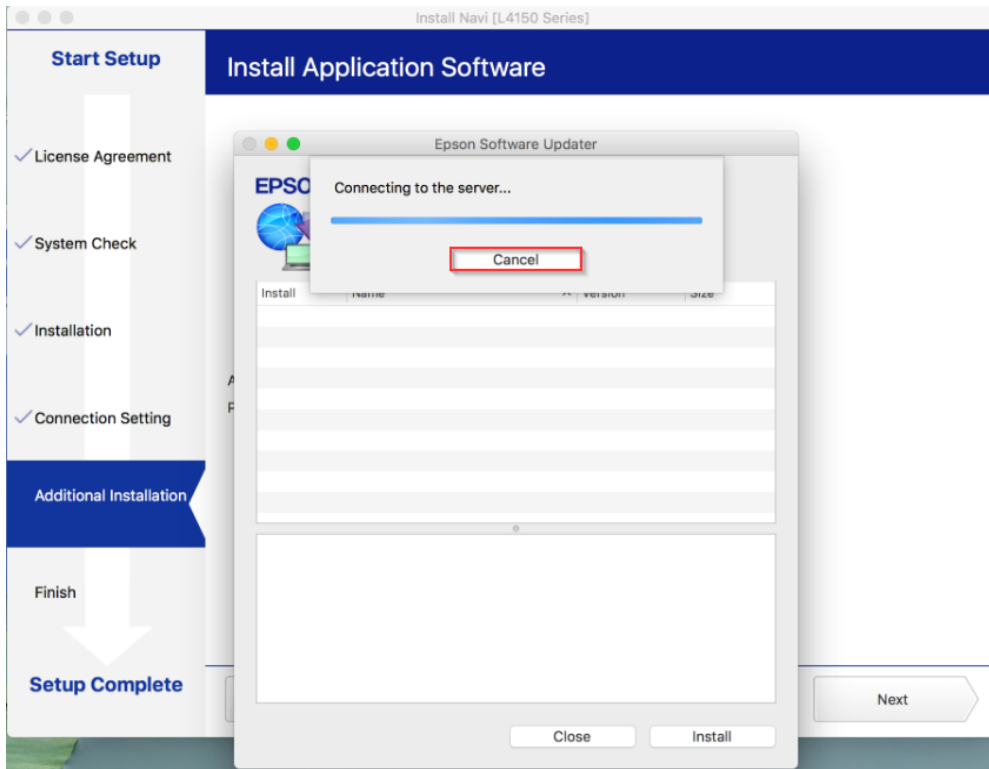 Install Navi [L4150 Series]
Start Setup
Install Application Software
License Agreement
System Check
Installation
Connection Setting
Additional Installation
Finish
Setup Complete
Epson Software Updater
Connecting to the server...
Cancel
Install Name Version Size
Close Install
Next